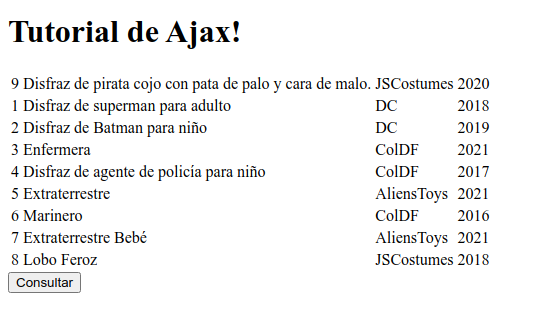 Tutorial de Ajax!
9 Disfraz de pirata cojo con pata de palo y cara de malo. JSCostumes 2020
1 Disfraz de superman para adulto DC 2018
2 Disfraz de Batman para niño DC 2019
3 Enfermera ColDF 2021
4 Disfraz de agente de policía para niño ColDF 2017
5 Extraterrestre AliensToys 2021
6 Marinero ColDF 2016
7 Extraterrestre Bebé AliensToys 2021
8 Lobo Feroz JSCostumes 2018
Consultar